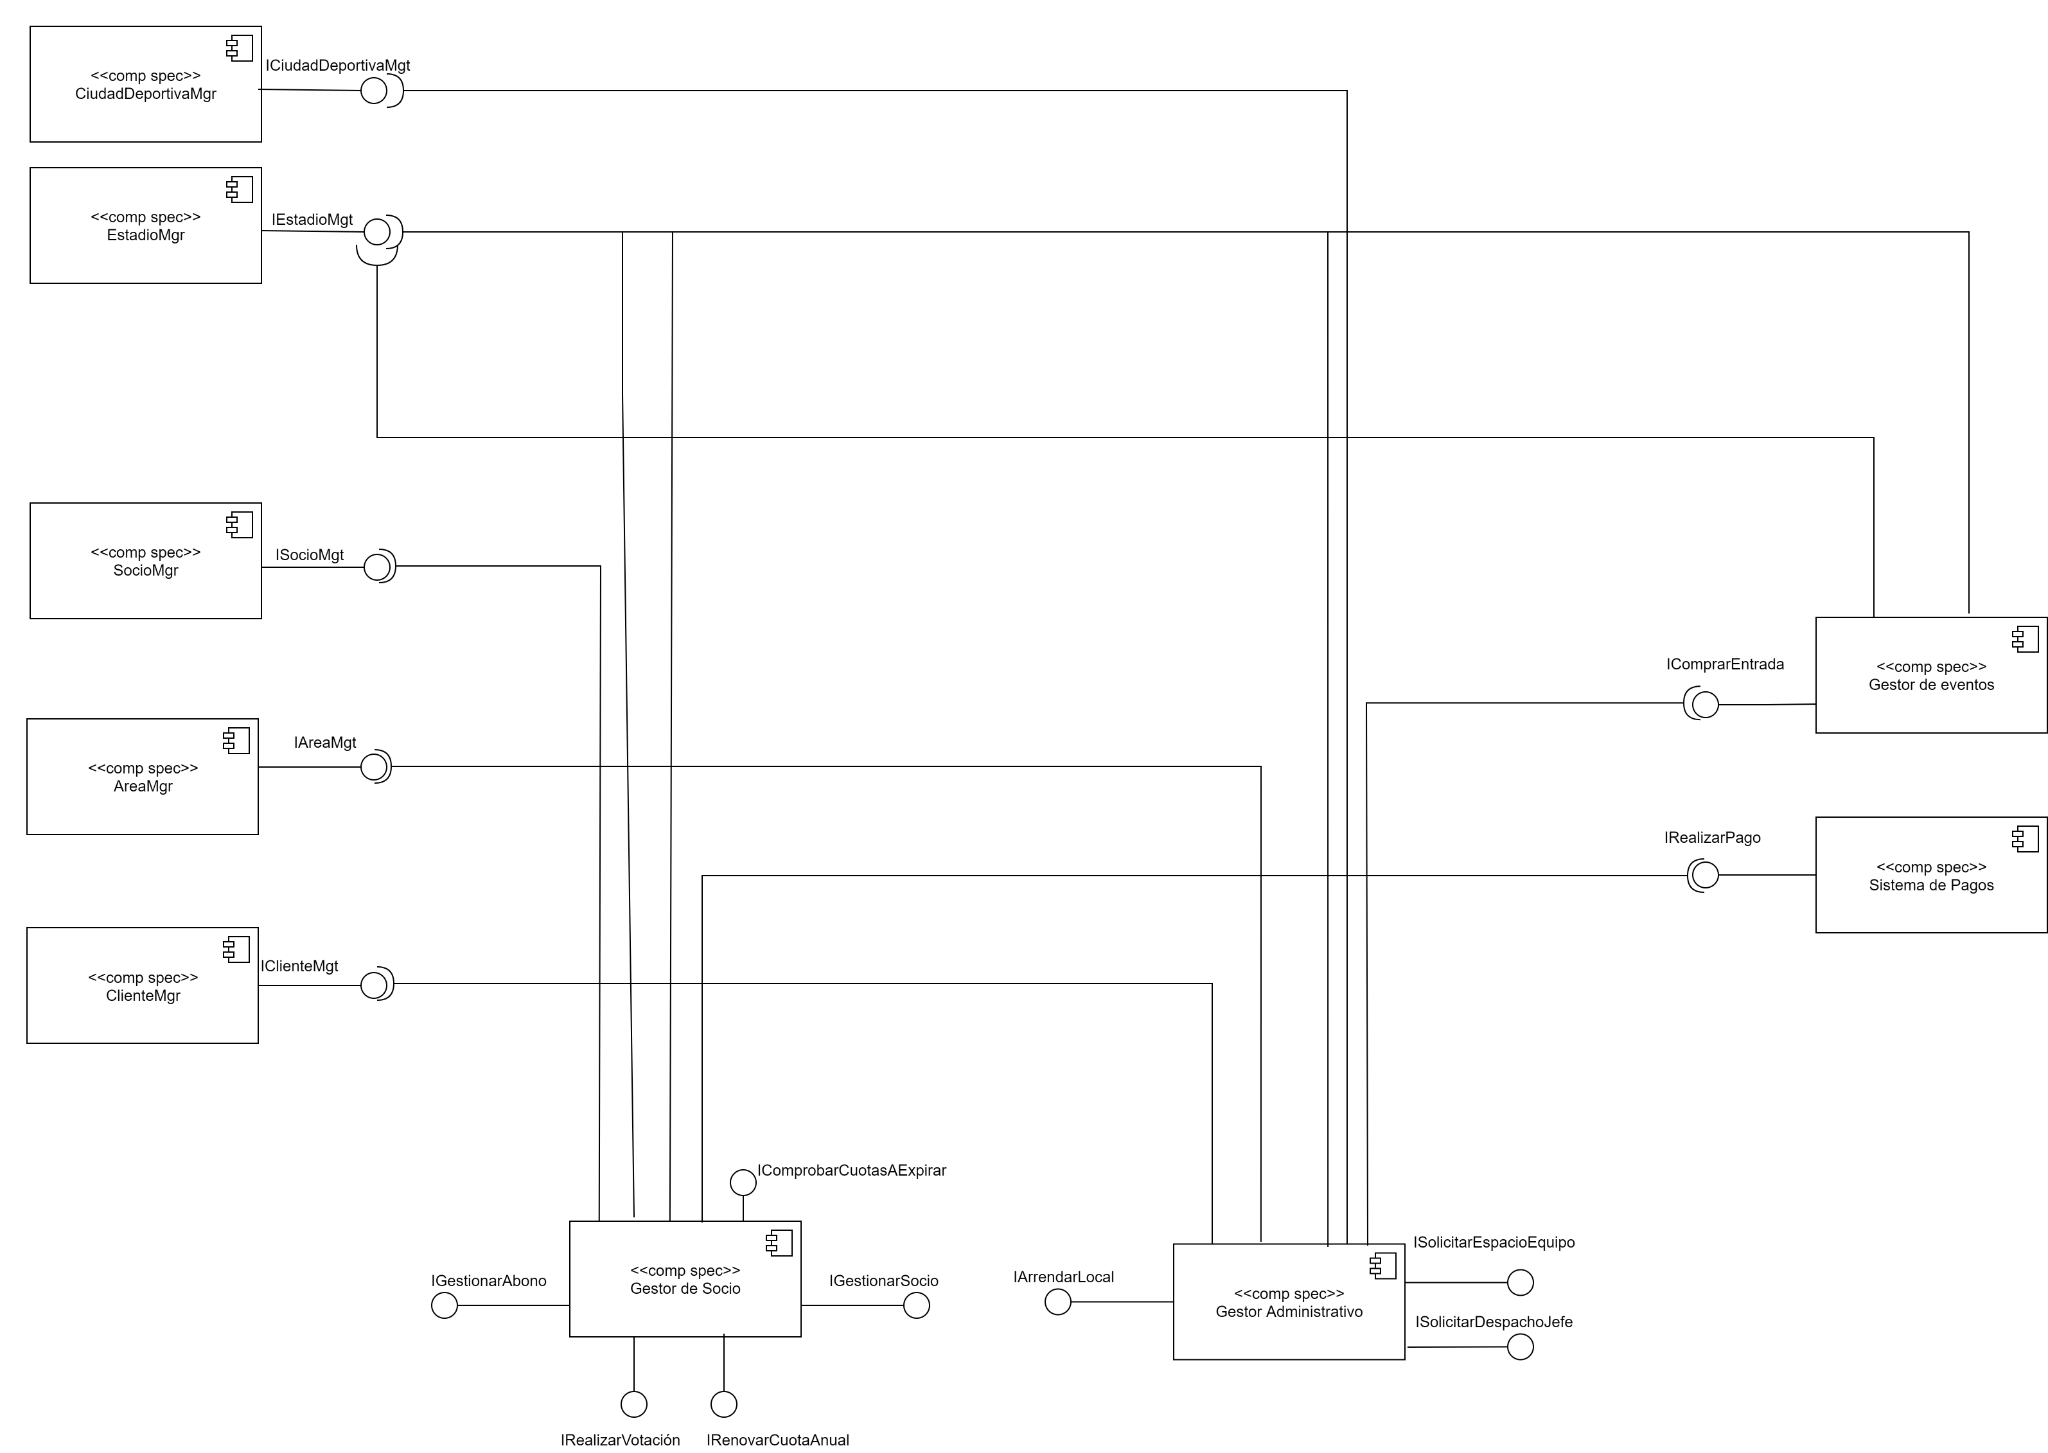 ICiudadDeportivaMgt
<<comp spec>>
CiudadDeportivaMgr
<<comp spec>>
EstadioMgr
IEstadioMgt
<<comp spec>>
SocioMgr
ISocioMgt
IComprarEntrada
<<comp spec>>
Gestor de eventos
IAreaMgt
<<comp spec>>
AreaMgr
IRealizarPago
<<comp spec>>
Sistema de Pagos
IClienteMgt
<<comp spec>>
ClienteMgr
IComprobarCuotasAExpirar
IGestionarAbono
<<comp spec>>
Gestor de Socio
IGestionarSocio
IRealizarVotación
IRenovarCuotaAnual
IArrendarLocal
<<comp spec>>
Gestor Administrativo
ISolicitarEspacioEquipo
ISolicitarDespachoJefe